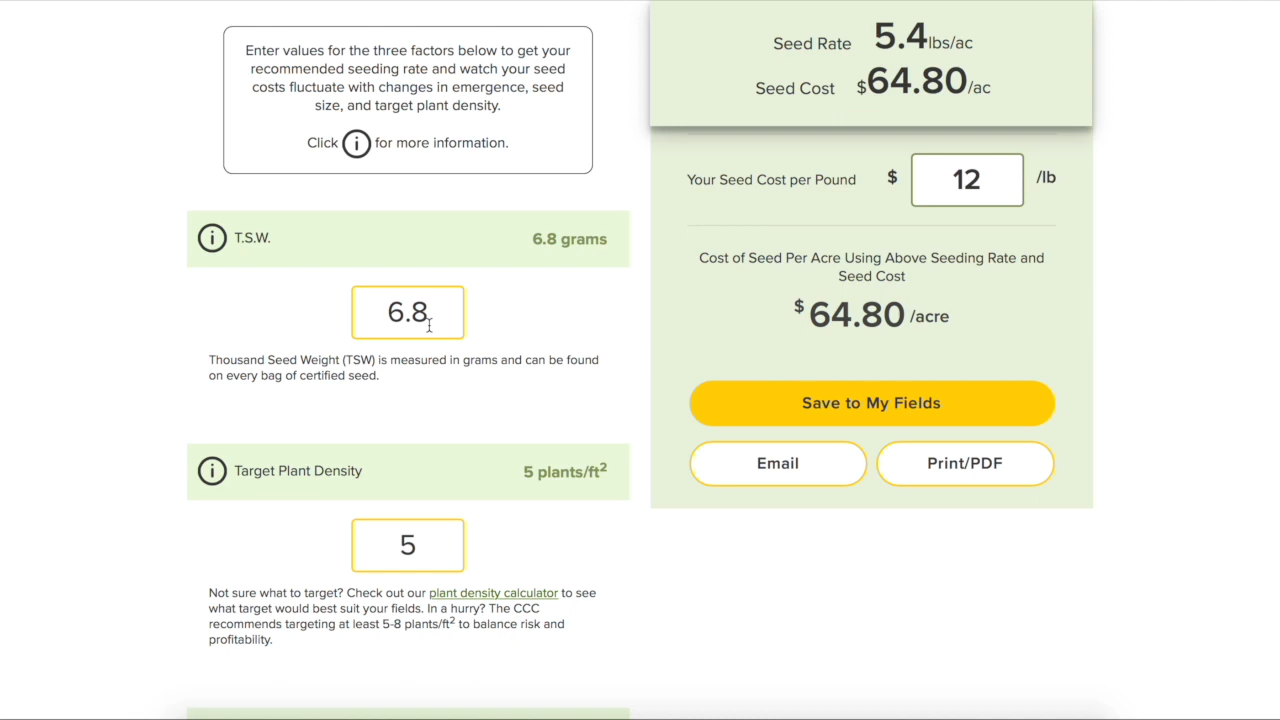 Enter values for the three factors below to get your
recommended seeding rate and watch your seed
costs fluctuate with changes in emergence, seed
size, and target plant density.
Click i for more information.
i T.S.W. 6.8 grams
6.8
Thousand Seed Weight (TSW) is measured in grams and can be found
on every bag of certified seed.
i Target Plant Density 5 plants/ft²
5
Not sure what to target? Check out our plant density calculator to see
what target would best suit your fields. In a hurry? The CCC
recommends targeting at least 5-8 plants/ft² to balance risk and
profitability.
Seed Rate 5.4lbs/ac
Seed Cost $64.80/ac
Your Seed Cost per Pound $ 12 /lb
Cost of Seed Per Acre Using Above Seeding Rate and
Seed Cost
$64.80 /acre
Save to My Fields
Email Print/PDF